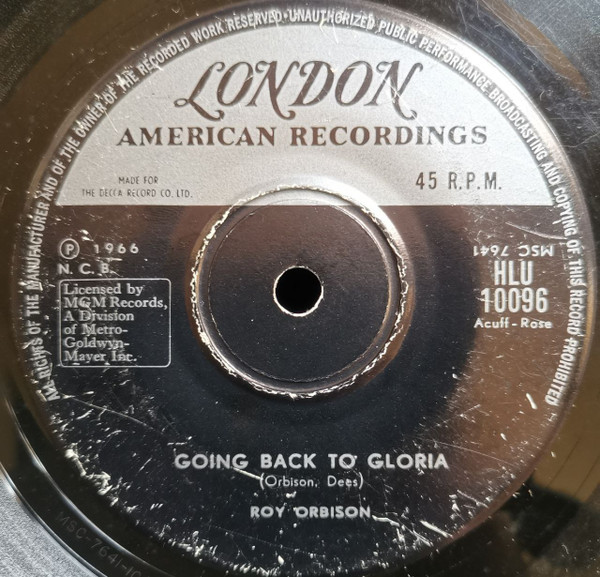 ALL RIGHTS OF THE MANUFACTURER AND OF THE OWNER OF THE RECORDED WORK RESERVED·UNAUTHORIZED PUBLIC PERFORMANCE BROADCASTING AND COPYING OF THIS RECORD PROHIBITED
LONDON
AMERICAN RECORDINGS
MADE FOR
THE DECCA RECORD CO. LTD.
45 R.P.M.
Ⓟ 1966
N.C.B.
Licensed by
MGM Records,
A Division
of Metro-
Goldwyn-
Mayer Inc.
MSC 7641
HLU
10096
Acuff-Rose
GOING BACK TO GLORIA
(Orbison, Dees)
ROY ORBISON